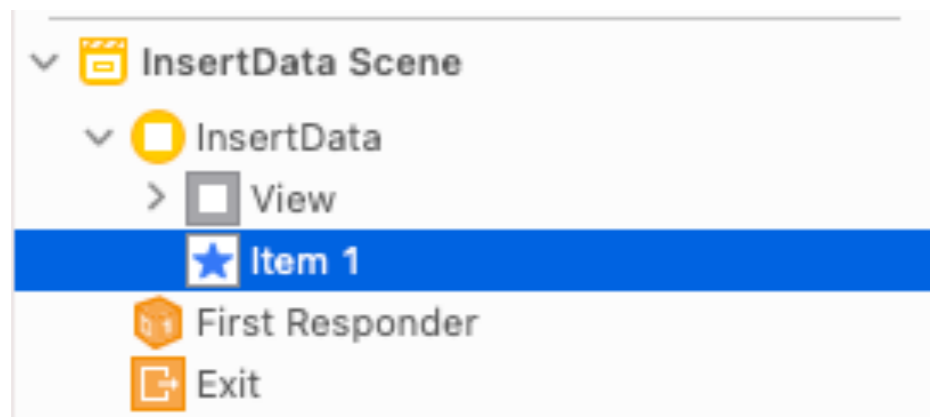 InsertData Scene
InsertData
View
Item 1
First Responder
Exit